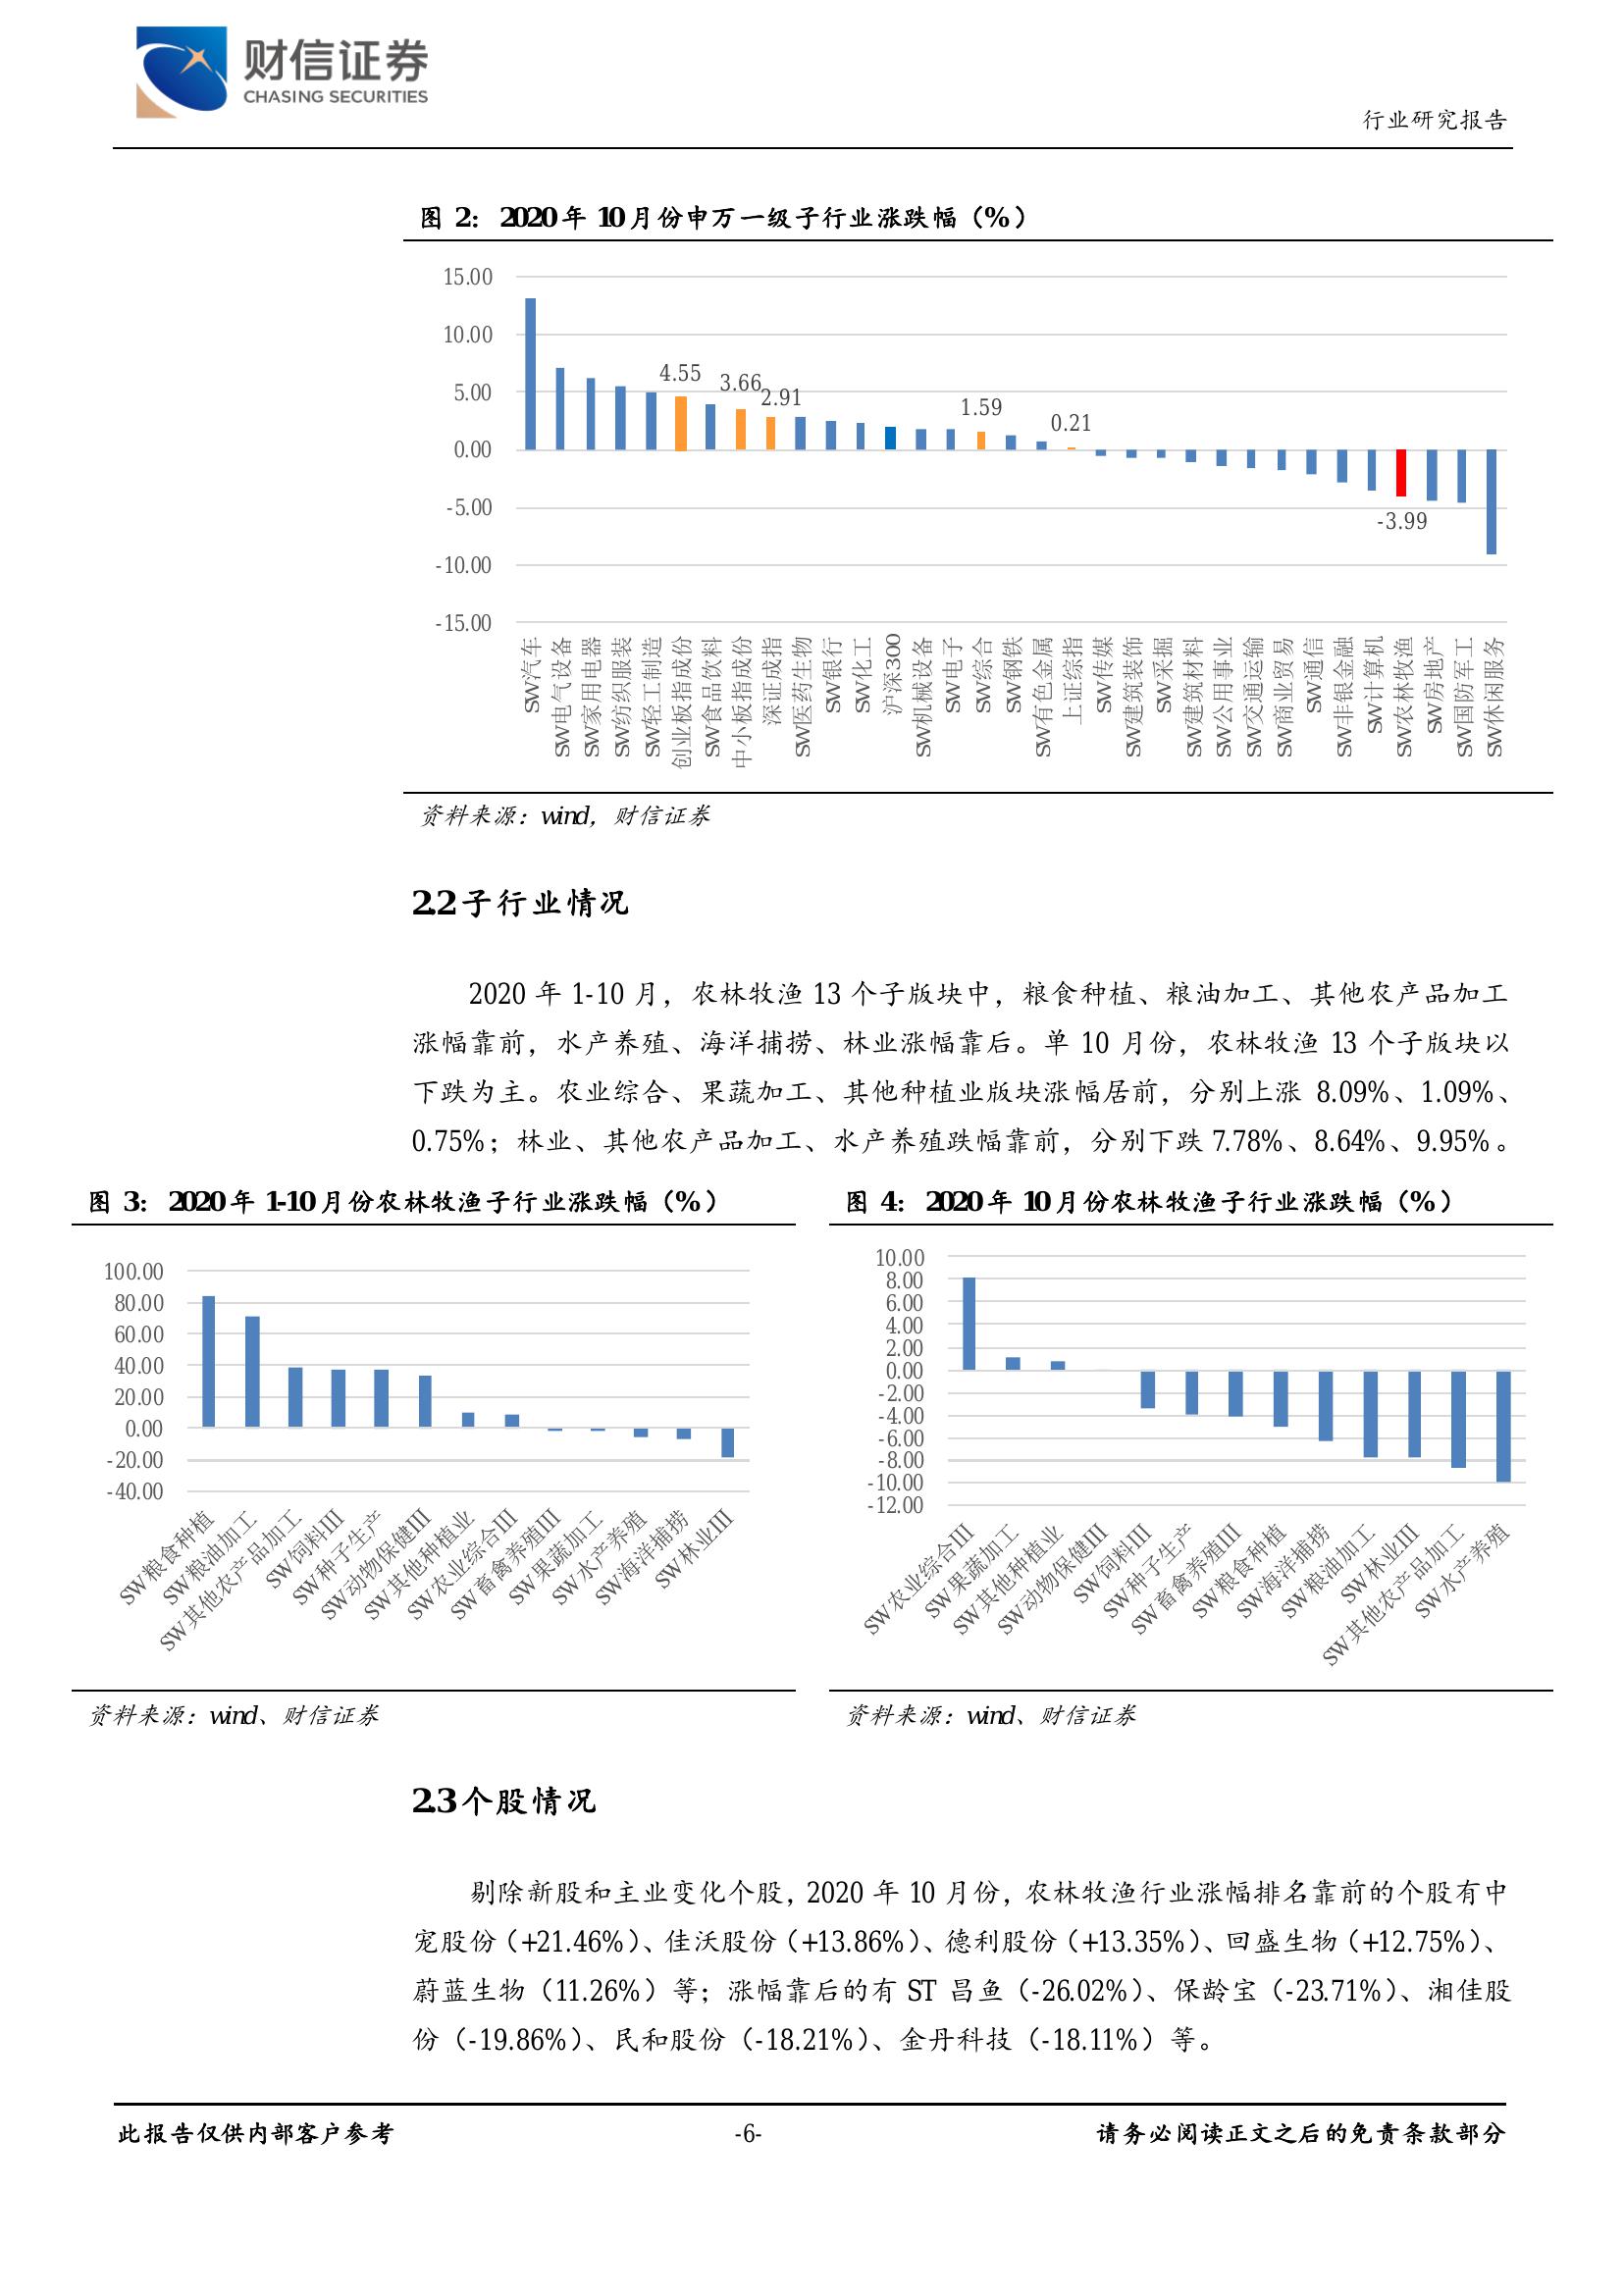 财信证券
CHASING SECURITIES
行业研究报告
图 2：2020 年 10 月份申万一级子行业涨跌幅（%）
15.00
10.00
5.00
0.00
-5.00
-10.00
-15.00
4.55
3.66
2.91
1.59
0.21
-3.99
SW汽车
SW电气设备
SW家用电器
SW纺织服装
SW轻工制造
创业板指成份
SW食品饮料
中小板指成份
深证成指
SW医药生物
SW银行
SW化工
沪深300
SW机械设备
SW电子
SW综合
SW钢铁
SW有色金属
上证综指
SW传媒
SW建筑装饰
SW采掘
SW建筑材料
SW公用事业
SW交通运输
SW商业贸易
SW通信
SW非银金融
SW计算机
SW农林牧渔
SW房地产
SW国防军工
SW休闲服务
资料来源：wind，财信证券
2.2 子行业情况
2020 年 1-10 月，农林牧渔 13 个子版块中，粮食种植、粮油加工、其他农产品加工
涨幅靠前，水产养殖、海洋捕捞、林业涨幅靠后。单 10 月份，农林牧渔 13 个子版块以
下跌为主。农业综合、果蔬加工、其他种植业版块涨幅居前，分别上涨 8.09%、1.09%、
0.75%；林业、其他农产品加工、水产养殖跌幅靠前，分别下跌 7.78%、8.64%、9.95%。
图 3：2020 年 1-10 月份农林牧渔子行业涨跌幅（%）
100.00
80.00
60.00
40.00
20.00
0.00
-20.00
-40.00
SW粮食种植
SW粮油加工
SW其他农产品加工
SW饲料III
SW种子生产
SW动物保健III
SW其他种植业
SW农业综合III
SW畜禽养殖III
SW果蔬加工
SW水产养殖
SW海洋捕捞
SW林业III
资料来源：wind、财信证券
图 4：2020 年 10 月份农林牧渔子行业涨跌幅（%）
10.00
8.00
6.00
4.00
2.00
0.00
-2.00
-4.00
-6.00
-8.00
-10.00
-12.00
SW农业综合III
SW果蔬加工
SW其他种植业
SW动物保健III
SW饲料III
SW种子生产
SW畜禽养殖III
SW粮食种植
SW海洋捕捞
SW粮油加工
SW林业III
SW其他农产品加工
SW水产养殖
资料来源：wind、财信证券
2.3 个股情况
剔除新股和主业变化个股，2020 年 10 月份，农林牧渔行业涨幅排名靠前的个股有中
宠股份（+21.46%）、佳沃股份（+13.86%）、德利股份（+13.35%）、回盛生物（+12.75%）、
蔚蓝生物（11.26%）等；涨幅靠后的有 ST 昌鱼（-26.02%）、保龄宝（-23.71%）、湘佳股
份（-19.86%）、民和股份（-18.21%）、金丹科技（-18.11%）等。
此报告仅供内部客户参考
-6-
请务必阅读正文之后的免责条款部分